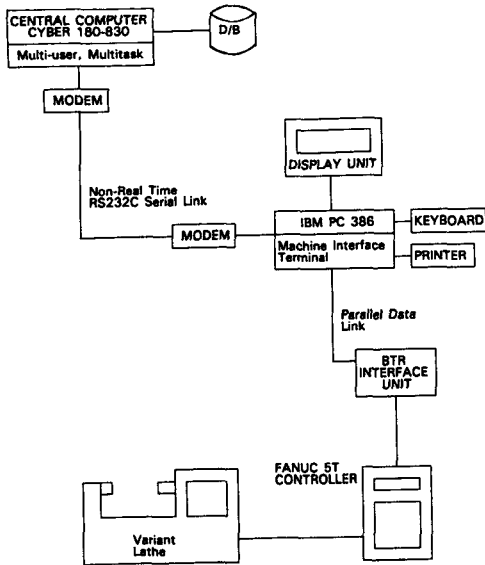 CENTRAL COMPUTER
CYBER 180-830
Multi-user, Multitask
D/B
MODEM
DISPLAY UNIT
Non-Real Time
RS232C Serial Link
MODEM
IBM PC 386
Machine Interface
Terminal
KEYBOARD
PRINTER
Parallel Data
Link
BTR
INTERFACE
UNIT
FANUC 5T
CONTROLLER
Variant
Lathe